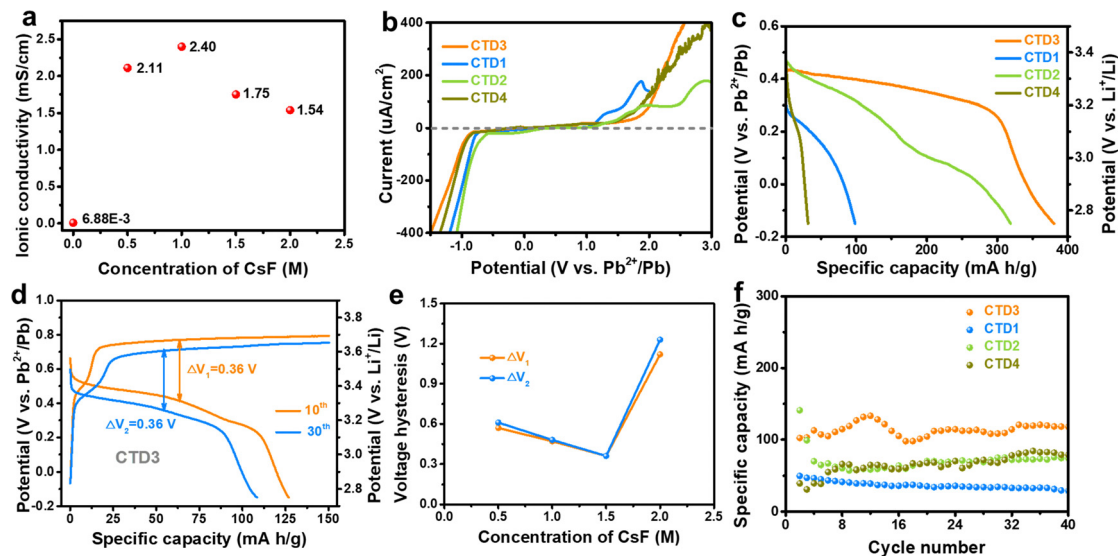 a
Ionic conductivity (mS/cm)
2.5
2.0
1.5
1.0
0.5
0.0
2.11
2.40
1.75
1.54
6.88E-3
0.0 0.5 1.0 1.5 2.0 2.5
Concentration of CsF (M)
b
Current (uA/cm²)
400
200
0
-200
-400
CTD3
CTD1
CTD2
CTD4
-1.0 0.0 1.0 2.0 3.0
Potential (V vs. Pb²⁺/Pb)
c
Potential (V vs. Pb²⁺/Pb)
0.6
0.4
0.2
0.0
-0.2
CTD3
CTD1
CTD2
CTD4
3.4
3.2
3.0
2.8
Potential (V vs. Li⁺/Li)
0 100 200 300 400
Specific capacity (mA h/g)
d
Potential (V vs. Pb²⁺/Pb)
1.0
0.8
0.6
0.4
0.2
0.0
-0.2
ΔV₁=0.36 V
ΔV₂=0.36 V
10th
30th
CTD3
3.8
3.6
3.4
3.2
3.0
2.8
Potential (V vs. Li⁺/Li)
0 25 50 75 100 125 150
Specific capacity (mA h/g)
e
Voltage hysteresis (V)
1.5
1.2
0.9
0.6
0.3
0.0
ΔV₁
ΔV₂
0.0 0.5 1.0 1.5 2.0 2.5
Concentration of CsF (M)
f
Specific capacity (mA h/g)
300
200
100
0
CTD3
CTD1
CTD2
CTD4
0 8 16 24 32 40
Cycle number